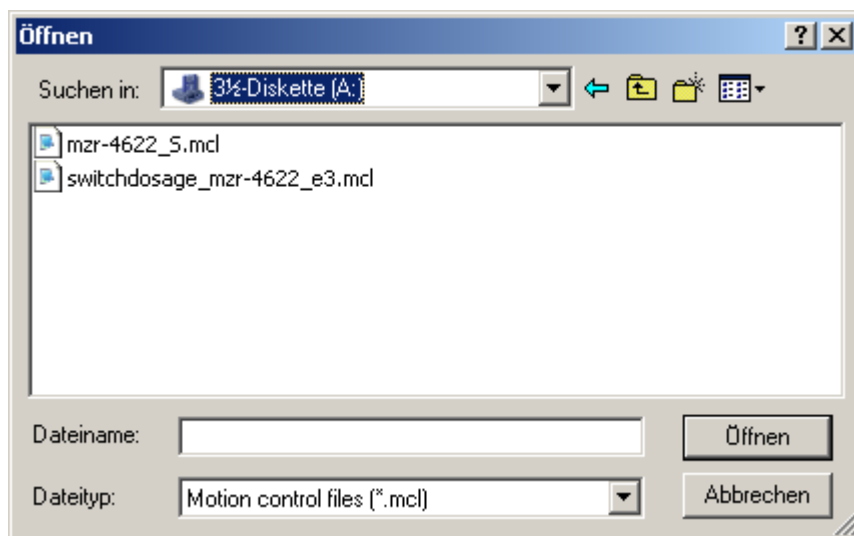 Öffnen
Suchen in: 3½-Diskette (A:)
mzr-4622_S.mcl
switchdosage_mzr-4622_e3.mcl
Dateiname: Öffnen
Dateityp: Motion control files (*.mcl) Abbrechen